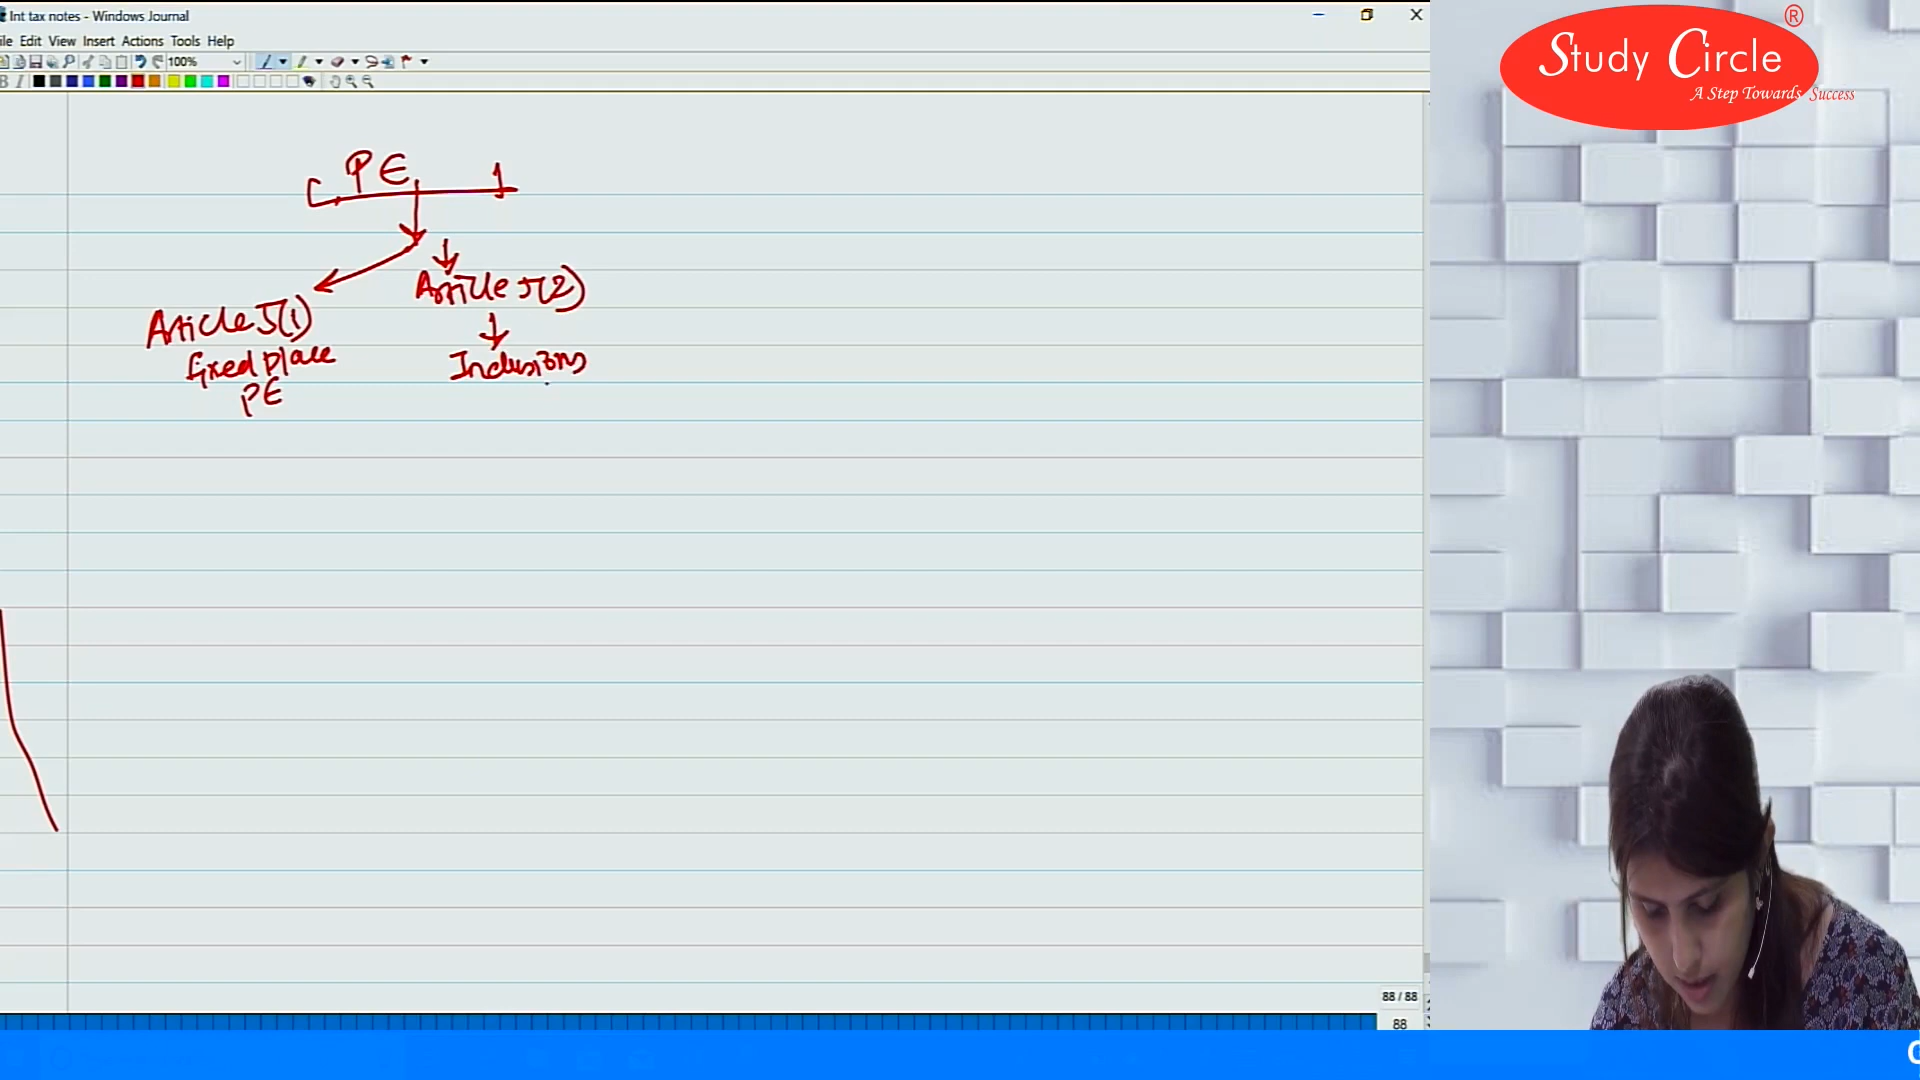 Int tax notes - Windows Journal
ile Edit View Insert Actions Tools Help
100%
B I
PE
Article 5(1)
fixed place
PE
Article 5(2)
Inclusions
88 / 88
88
Study Circle ®
A Step Towards Success